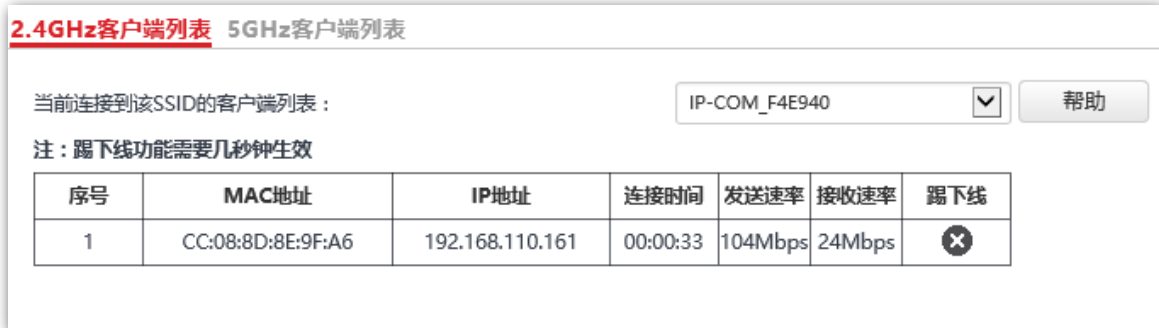 2.4GHz客户端列表 5GHz客户端列表
当前连接到该SSID的客户端列表： IP-COM_F4E940 帮助
注：踢下线功能需要几秒钟生效
序号 MAC地址 IP地址 连接时间 发送速率 接收速率 踢下线
1 CC:08:8D:8E:9F:A6 192.168.110.161 00:00:33 104Mbps 24Mbps